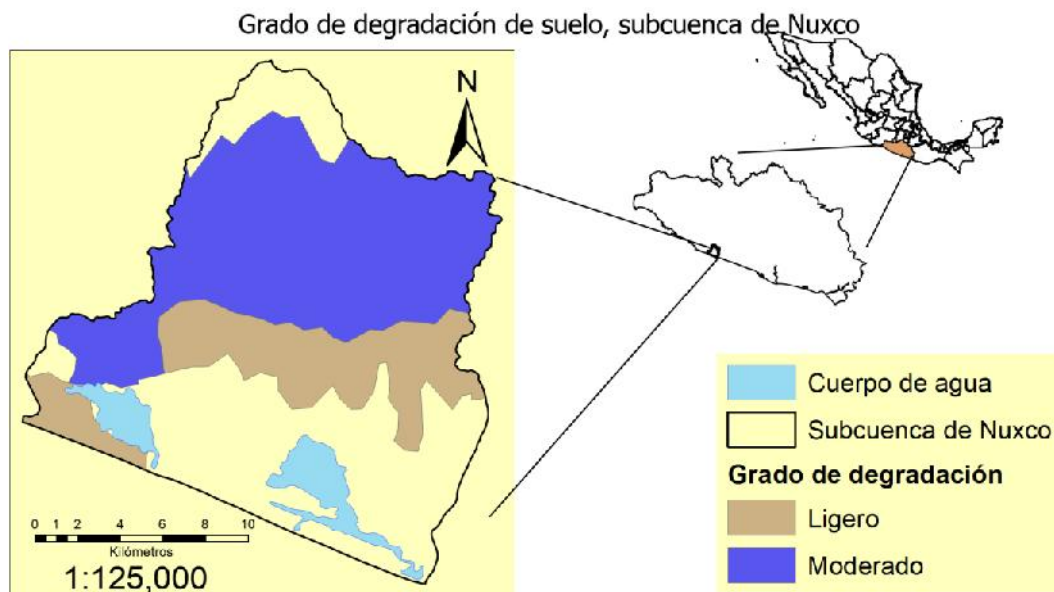 Grado de degradación de suelo, subcuenca de Nuxco
N
0 1 2 4 6 8 10
Kilómetros
1:125,000
Cuerpo de agua
Subcuenca de Nuxco
Grado de degradación
Ligero
Moderado